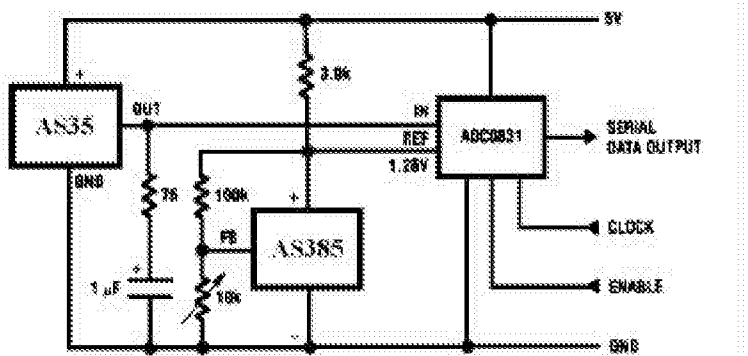 5V
+
3.9k
AS35
OUT
IN
ADC0831
SERIAL
DATA OUTPUT
REF
1.28V
GND
75
100k
+
AS385
CLOCK
FB
+
1 µF
10k
ENABLE
-
GND